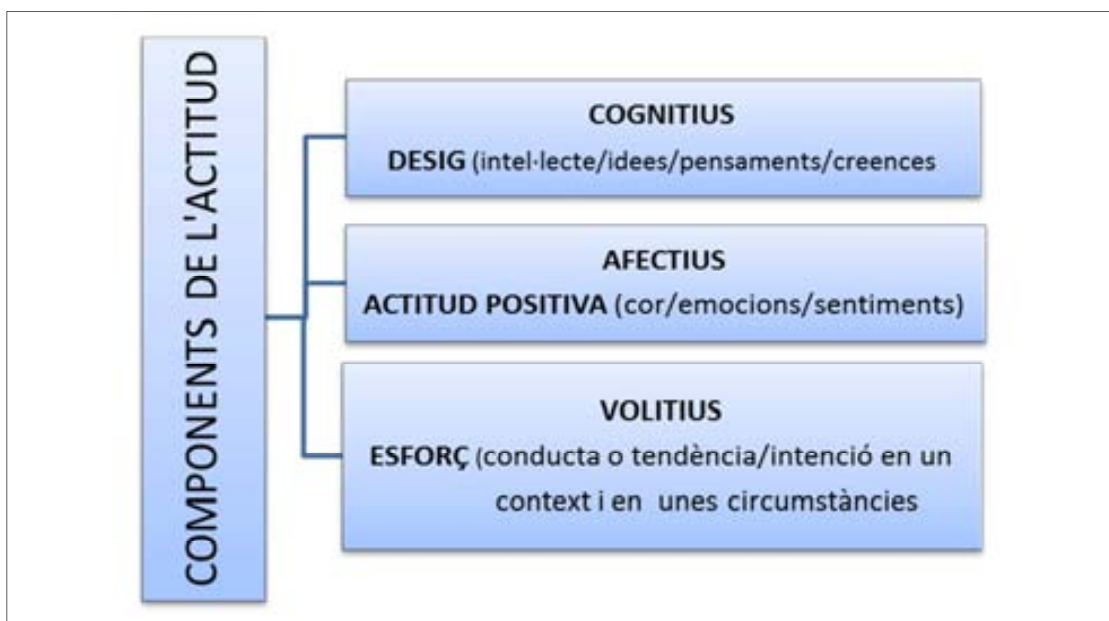 COMPONENTS DE L'ACTITUD
COGNITIUS
DESIG (intel·lecte/idees/pensaments/creences
AFECTIUS
ACTITUD POSITIVA (cor/emocions/sentiments)
VOLITIUS
ESFORÇ (conducta o tendència/intenció en un
context i en unes circumstàncies